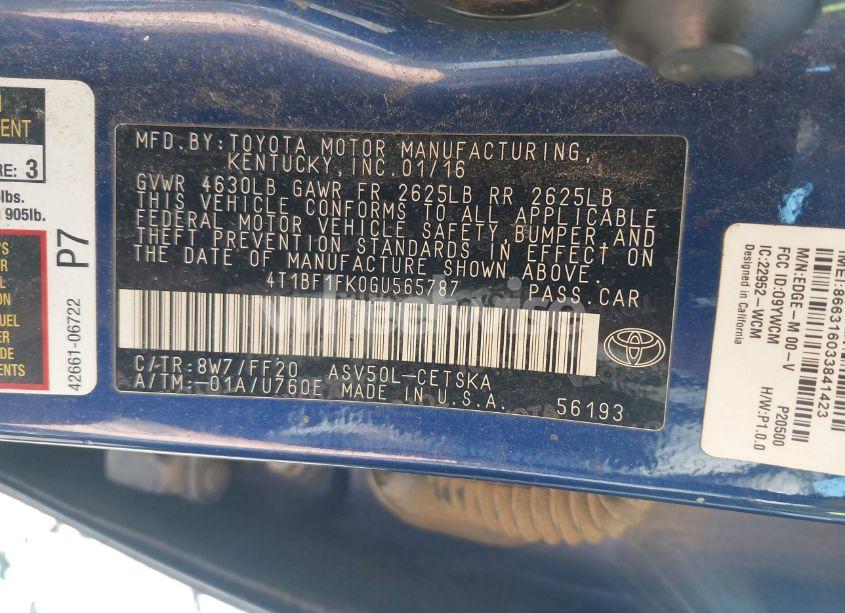 ENT
RE: 3
lbs.
905lb.
P7
42661-06722
MFD.BY:TOYOTA MOTOR MANUFACTURING,
KENTUCKY,INC.01/16
GVWR 4630LB GAWR FR 2625LB RR 2625LB
THIS VEHICLE CONFORMS TO ALL APPLICABLE
FEDERAL MOTOR VEHICLE SAFETY,BUMPER,AND
THEFT PREVENTION STANDARDS IN EFFECT ON
THE DATE OF MANUFACTURE SHOWN ABOVE.
4T1BF1FK0GU565787 PASS.CAR
C/TR:8W7/FF20 ASV50L-CETSKA
A/TM:-01A/U760E MADE IN U.S.A. 56193
IMEI:866316033841423
M/N:EDGE-M 00-V P20500
FCC ID:O9YWCM H/W:P1.0.0
IC:22952-WCM
Designed in California